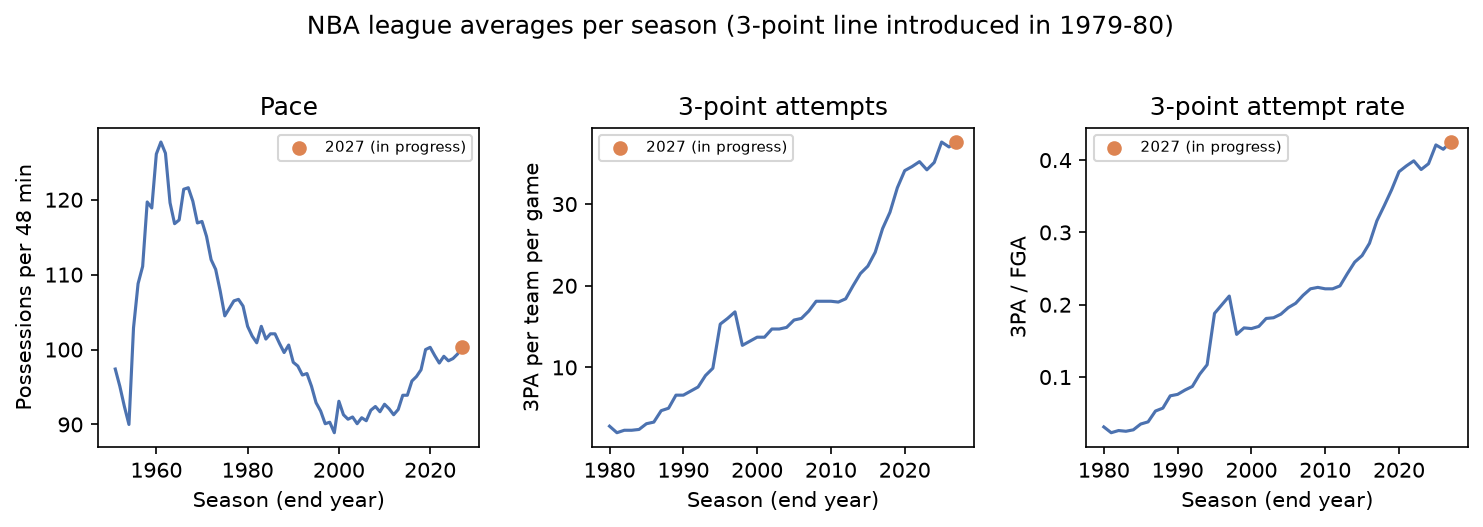 NBA league averages per season (3-point line introduced in 1979-80)
Pace
Possessions per 48 min
120
110
100
90
2027 (in progress)
1960 1980 2000 2020
Season (end year)
3-point attempts
3PA per team per game
30
20
10
2027 (in progress)
1980 1990 2000 2010 2020
Season (end year)
3-point attempt rate
3PA / FGA
0.4
0.3
0.2
0.1
2027 (in progress)
1980 1990 2000 2010 2020
Season (end year)